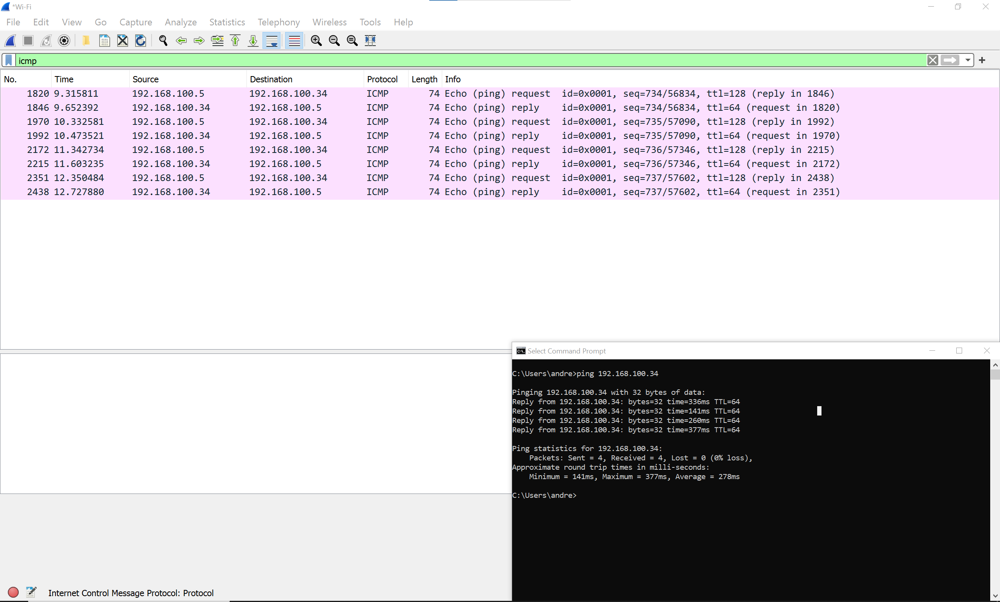 *Wi-Fi
File Edit View Go Capture Analyze Statistics Telephony Wireless Tools Help
icmp
No. Time Source Destination Protocol Length Info
1820 9.315811 192.168.100.5 192.168.100.34 ICMP 74 Echo (ping) request id=0x0001, seq=734/56834, ttl=128 (reply in 1846)
1846 9.652392 192.168.100.34 192.168.100.5 ICMP 74 Echo (ping) reply id=0x0001, seq=734/56834, ttl=64 (request in 1820)
1970 10.332581 192.168.100.5 192.168.100.34 ICMP 74 Echo (ping) request id=0x0001, seq=735/57090, ttl=128 (reply in 1992)
1992 10.473521 192.168.100.34 192.168.100.5 ICMP 74 Echo (ping) reply id=0x0001, seq=735/57090, ttl=64 (request in 1970)
2172 11.342734 192.168.100.5 192.168.100.34 ICMP 74 Echo (ping) request id=0x0001, seq=736/57346, ttl=128 (reply in 2215)
2215 11.603235 192.168.100.34 192.168.100.5 ICMP 74 Echo (ping) reply id=0x0001, seq=736/57346, ttl=64 (request in 2172)
2351 12.350484 192.168.100.5 192.168.100.34 ICMP 74 Echo (ping) request id=0x0001, seq=737/57602, ttl=128 (reply in 2438)
2438 12.727880 192.168.100.34 192.168.100.5 ICMP 74 Echo (ping) reply id=0x0001, seq=737/57602, ttl=64 (request in 2351)
Select Command Prompt
C:\Users\andre>ping 192.168.100.34
Pinging 192.168.100.34 with 32 bytes of data:
Reply from 192.168.100.34: bytes=32 time=336ms TTL=64
Reply from 192.168.100.34: bytes=32 time=141ms TTL=64
Reply from 192.168.100.34: bytes=32 time=260ms TTL=64
Reply from 192.168.100.34: bytes=32 time=377ms TTL=64
Ping statistics for 192.168.100.34:
Packets: Sent = 4, Received = 4, Lost = 0 (0% loss),
Approximate round trip times in milli-seconds:
Minimum = 141ms, Maximum = 377ms, Average = 278ms
C:\Users\andre>
Internet Control Message Protocol: Protocol